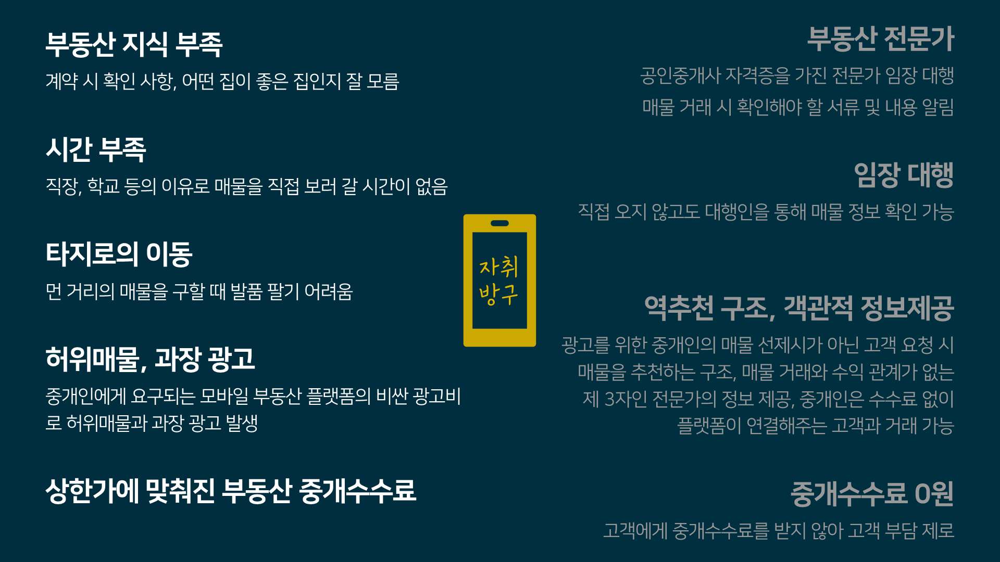 부동산 지식 부족
계약 시 확인 사항, 어떤 집이 좋은 집인지 잘 모름
시간 부족
직장, 학교 등의 이유로 매물을 직접 보러 갈 시간이 없음
타지로의 이동
먼 거리의 매물을 구할 때 발품 팔기 어려움
허위매물, 과장 광고
중개인에게 요구되는 모바일 부동산 플랫폼의 비싼 광고비
로 허위매물과 과장 광고 발생
상한가에 맞춰진 부동산 중개수수료
자취
방구
부동산 전문가
공인중개사 자격증을 가진 전문가 임장 대행
매물 거래 시 확인해야 할 서류 및 내용 알림
임장 대행
직접 오지 않고도 대행인을 통해 매물 정보 확인 가능
역추천 구조, 객관적 정보제공
광고를 위한 중개인의 매물 선제시가 아닌 고객 요청 시
매물을 추천하는 구조, 매물 거래와 수익 관계가 없는
제 3자인 전문가의 정보 제공, 중개인은 수수료 없이
플랫폼이 연결해주는 고객과 거래 가능
중개수수료 0원
고객에게 중개수수료를 받지 않아 고객 부담 제로